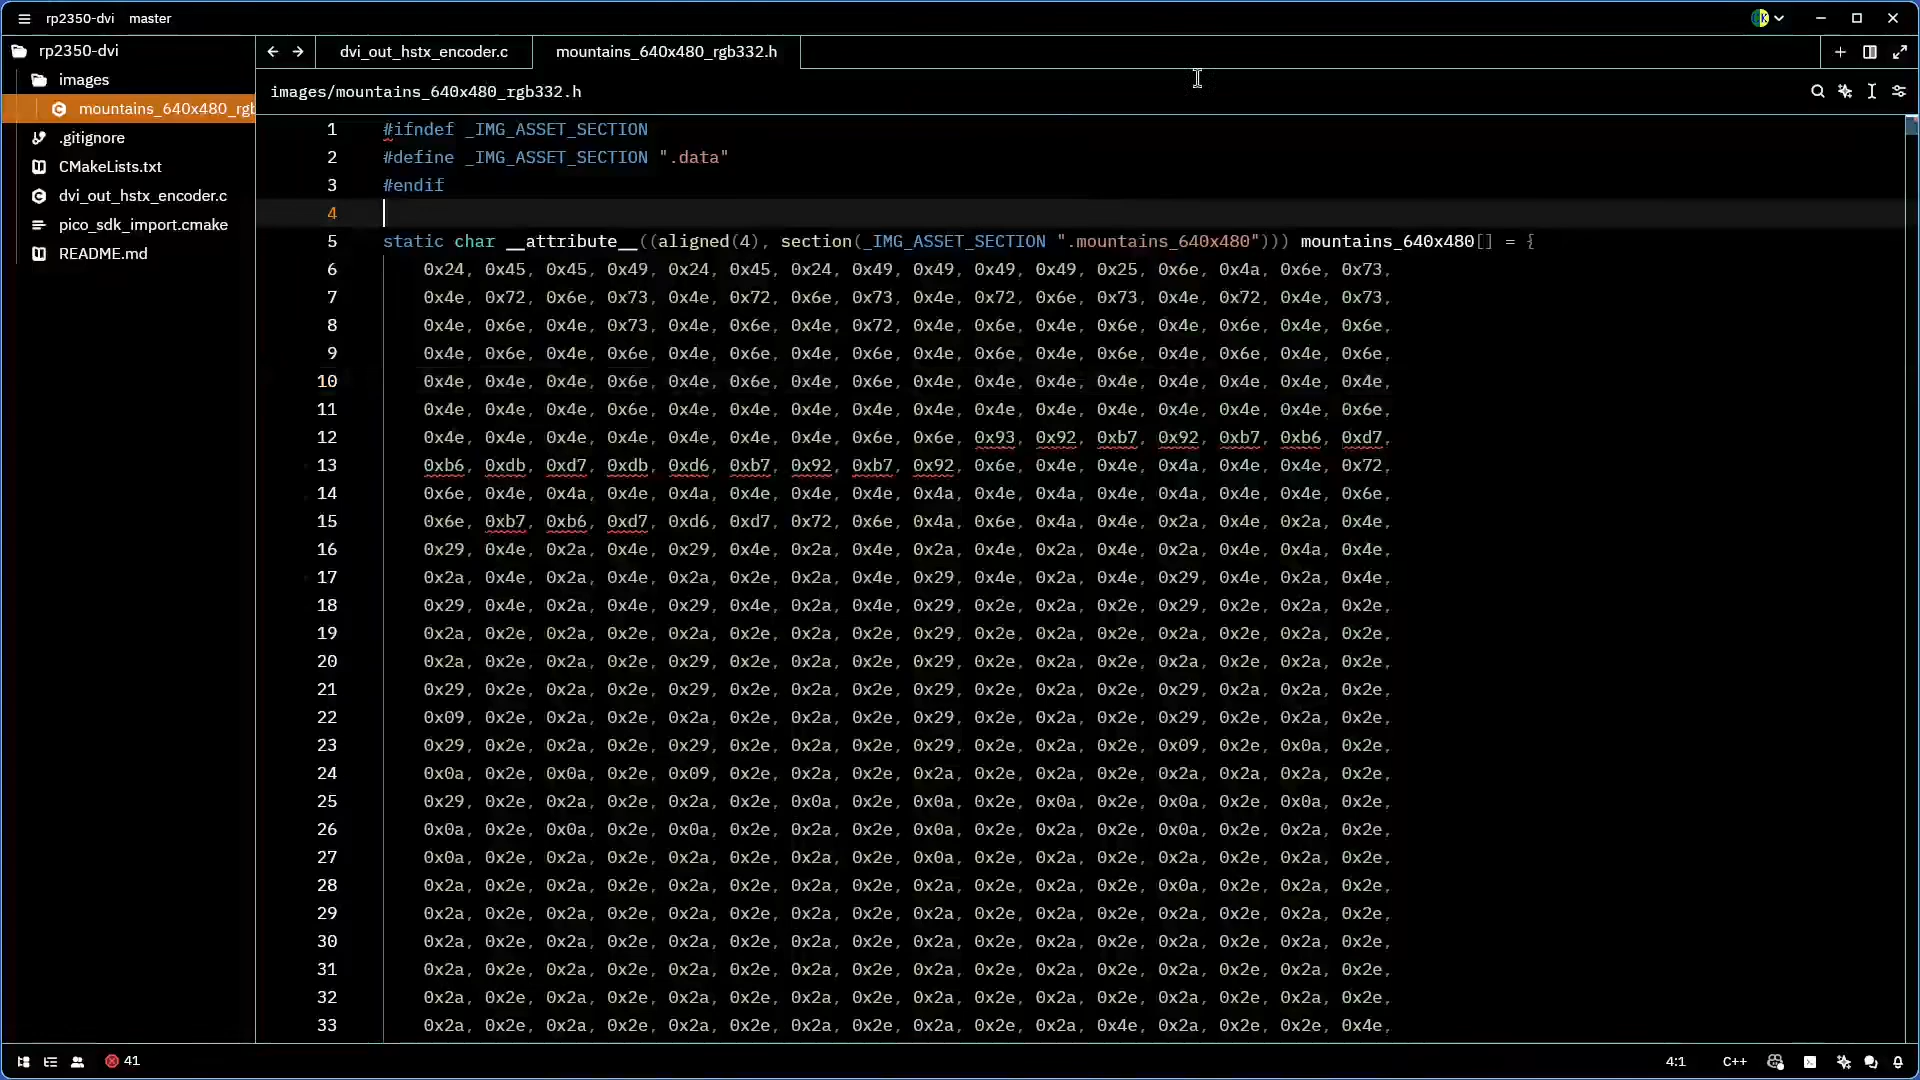 rp2350-dvi master
rp2350-dvi
images
mountains_640x480_rgb
.gitignore
CMakeLists.txt
dvi_out_hstx_encoder.c
pico_sdk_import.cmake
README.md
dvi_out_hstx_encoder.c mountains_640x480_rgb332.h
images/mountains_640x480_rgb332.h
1 #ifndef _IMG_ASSET_SECTION
2 #define _IMG_ASSET_SECTION ".data"
3 #endif
4
5 static char __attribute__((aligned(4), section(_IMG_ASSET_SECTION ".mountains_640x480"))) mountains_640x480[] = {
6 0x24, 0x45, 0x45, 0x49, 0x24, 0x45, 0x24, 0x49, 0x49, 0x49, 0x49, 0x25, 0x6e, 0x4a, 0x6e, 0x73,
7 0x4e, 0x72, 0x6e, 0x73, 0x4e, 0x72, 0x6e, 0x73, 0x4e, 0x72, 0x6e, 0x73, 0x4e, 0x72, 0x4e, 0x73,
8 0x4e, 0x6e, 0x4e, 0x73, 0x4e, 0x6e, 0x4e, 0x72, 0x4e, 0x6e, 0x4e, 0x6e, 0x4e, 0x6e, 0x4e, 0x6e,
9 0x4e, 0x6e, 0x4e, 0x6e, 0x4e, 0x6e, 0x4e, 0x6e, 0x4e, 0x6e, 0x4e, 0x6e, 0x4e, 0x6e, 0x4e, 0x6e,
10 0x4e, 0x4e, 0x4e, 0x6e, 0x4e, 0x6e, 0x4e, 0x6e, 0x4e, 0x4e, 0x4e, 0x4e, 0x4e, 0x4e, 0x4e, 0x4e,
11 0x4e, 0x4e, 0x4e, 0x6e, 0x4e, 0x4e, 0x4e, 0x4e, 0x4e, 0x4e, 0x4e, 0x4e, 0x4e, 0x4e, 0x4e, 0x6e,
12 0x4e, 0x4e, 0x4e, 0x4e, 0x4e, 0x4e, 0x4e, 0x6e, 0x6e, 0x93, 0x92, 0xb7, 0x92, 0xb7, 0xb6, 0xd7,
13 0xb6, 0xdb, 0xd7, 0xdb, 0xd6, 0xb7, 0x92, 0xb7, 0x92, 0x6e, 0x4e, 0x4e, 0x4a, 0x4e, 0x4e, 0x72,
14 0x6e, 0x4e, 0x4a, 0x4e, 0x4a, 0x4e, 0x4e, 0x4e, 0x4a, 0x4e, 0x4a, 0x4e, 0x4a, 0x4e, 0x4e, 0x6e,
15 0x6e, 0xb7, 0xb6, 0xd7, 0xd6, 0xd7, 0x72, 0x6e, 0x4a, 0x6e, 0x4a, 0x4e, 0x2a, 0x4e, 0x2a, 0x4e,
16 0x29, 0x4e, 0x2a, 0x4e, 0x29, 0x4e, 0x2a, 0x4e, 0x2a, 0x4e, 0x2a, 0x4e, 0x2a, 0x4e, 0x4a, 0x4e,
17 0x2a, 0x4e, 0x2a, 0x4e, 0x2a, 0x2e, 0x2a, 0x4e, 0x29, 0x4e, 0x2a, 0x4e, 0x29, 0x4e, 0x2a, 0x4e,
18 0x29, 0x4e, 0x2a, 0x4e, 0x29, 0x4e, 0x2a, 0x4e, 0x29, 0x2e, 0x2a, 0x2e, 0x29, 0x2e, 0x2a, 0x2e,
19 0x2a, 0x2e, 0x2a, 0x2e, 0x2a, 0x2e, 0x2a, 0x2e, 0x29, 0x2e, 0x2a, 0x2e, 0x2a, 0x2e, 0x2a, 0x2e,
20 0x2a, 0x2e, 0x2a, 0x2e, 0x29, 0x2e, 0x2a, 0x2e, 0x29, 0x2e, 0x2a, 0x2e, 0x2a, 0x2e, 0x2a, 0x2e,
21 0x29, 0x2e, 0x2a, 0x2e, 0x29, 0x2e, 0x2a, 0x2e, 0x29, 0x2e, 0x2a, 0x2e, 0x29, 0x2a, 0x2a, 0x2e,
22 0x09, 0x2e, 0x2a, 0x2e, 0x2a, 0x2e, 0x2a, 0x2e, 0x29, 0x2e, 0x2a, 0x2e, 0x29, 0x2e, 0x2a, 0x2e,
23 0x29, 0x2e, 0x2a, 0x2e, 0x29, 0x2e, 0x2a, 0x2e, 0x29, 0x2e, 0x2a, 0x2e, 0x09, 0x2e, 0x0a, 0x2e,
24 0x0a, 0x2e, 0x0a, 0x2e, 0x09, 0x2e, 0x2a, 0x2e, 0x2a, 0x2e, 0x2a, 0x2e, 0x2a, 0x2a, 0x2a, 0x2e,
25 0x29, 0x2e, 0x2a, 0x2e, 0x2a, 0x2e, 0x0a, 0x2e, 0x0a, 0x2e, 0x0a, 0x2e, 0x0a, 0x2e, 0x0a, 0x2e,
26 0x0a, 0x2e, 0x0a, 0x2e, 0x0a, 0x2e, 0x2a, 0x2e, 0x0a, 0x2e, 0x2a, 0x2e, 0x0a, 0x2e, 0x2a, 0x2e,
27 0x0a, 0x2e, 0x2a, 0x2e, 0x2a, 0x2e, 0x2a, 0x2e, 0x0a, 0x2e, 0x2a, 0x2e, 0x2a, 0x2e, 0x2a, 0x2e,
28 0x2a, 0x2e, 0x2a, 0x2e, 0x2a, 0x2e, 0x2a, 0x2e, 0x2a, 0x2e, 0x2a, 0x2e, 0x0a, 0x2e, 0x2a, 0x2e,
29 0x2a, 0x2e, 0x2a, 0x2e, 0x2a, 0x2e, 0x2a, 0x2e, 0x2a, 0x2e, 0x2a, 0x2e, 0x2a, 0x2e, 0x2a, 0x2e,
30 0x2a, 0x2e, 0x2a, 0x2e, 0x2a, 0x2e, 0x2a, 0x2e, 0x2a, 0x2e, 0x2a, 0x2e, 0x2a, 0x2e, 0x2a, 0x2e,
31 0x2a, 0x2e, 0x2a, 0x2e, 0x2a, 0x2e, 0x2a, 0x2e, 0x2a, 0x2e, 0x2a, 0x2e, 0x2a, 0x2e, 0x2a, 0x2e,
32 0x2a, 0x2e, 0x2a, 0x2e, 0x2a, 0x2e, 0x2a, 0x2e, 0x2a, 0x2e, 0x2a, 0x2e, 0x2a, 0x2e, 0x2a, 0x2e,
33 0x2a, 0x2e, 0x2a, 0x2e, 0x2a, 0x2e, 0x2a, 0x2e, 0x2a, 0x2e, 0x2a, 0x4e, 0x2a, 0x2e, 0x2e, 0x4e,
41 4:1 C++